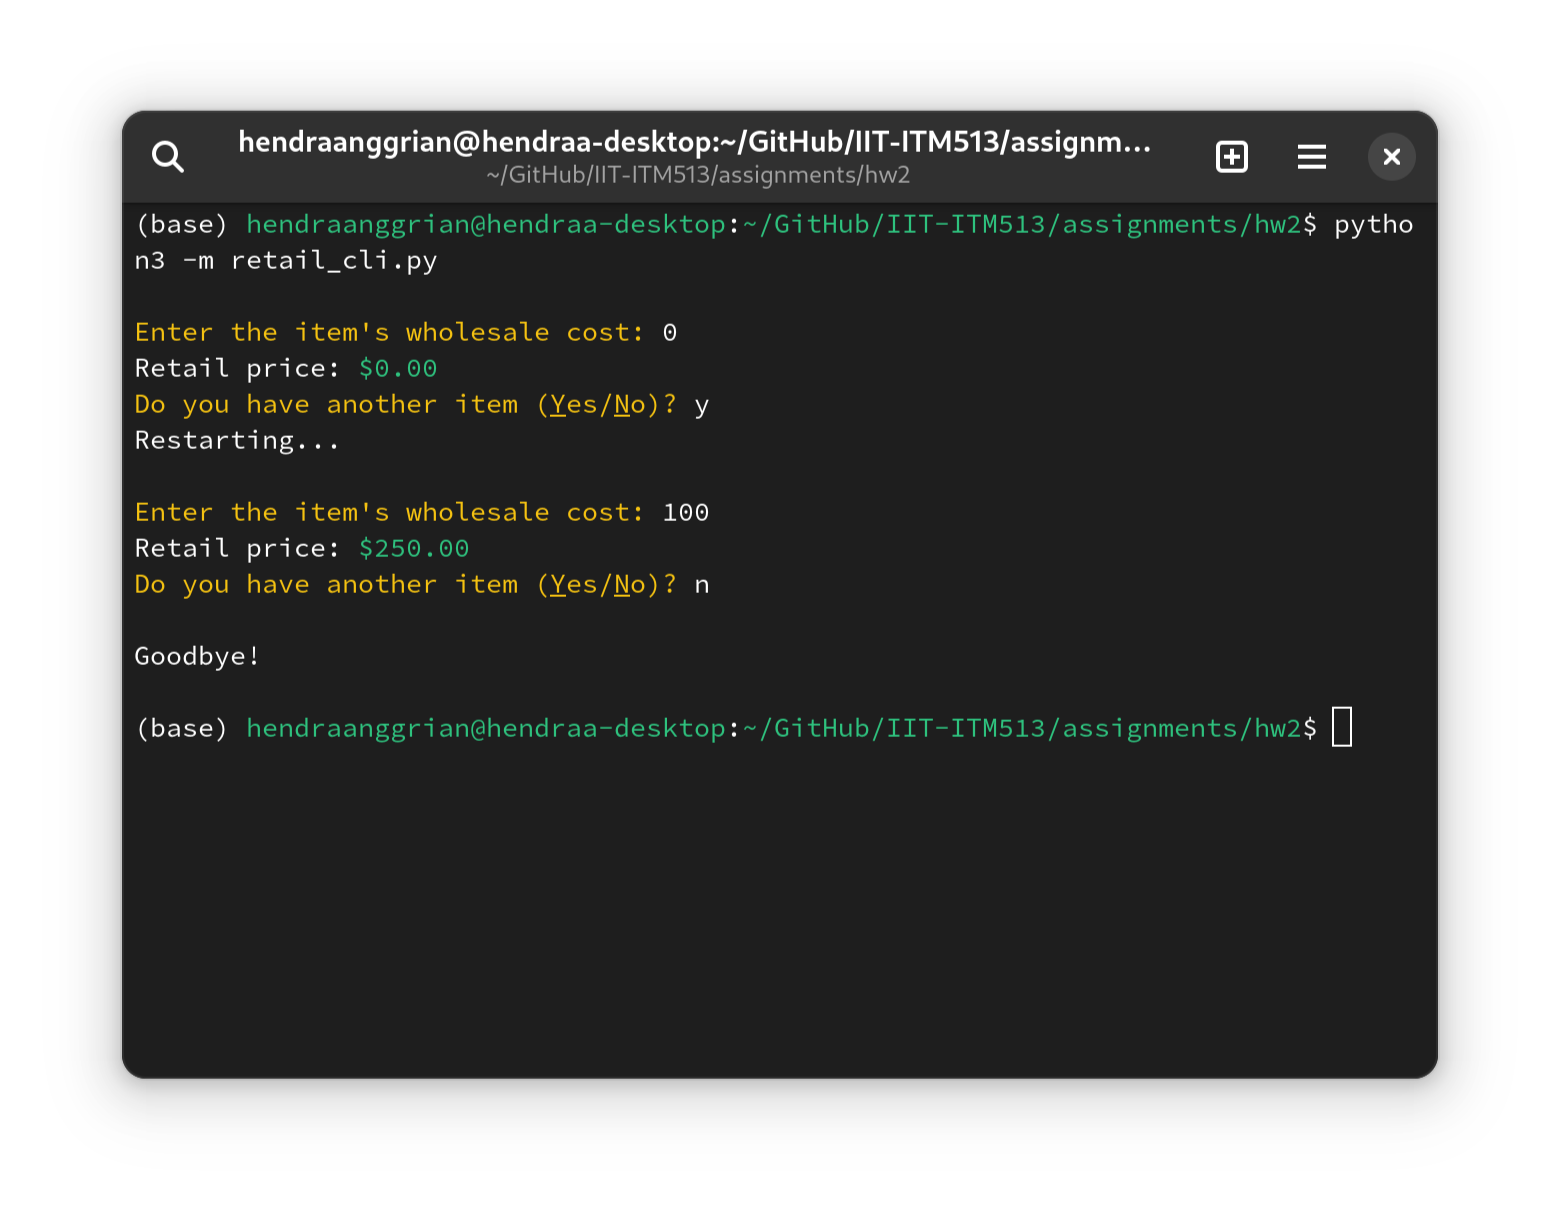 hendraanggrian@hendraa-desktop:~/GitHub/IIT-ITM513/assignm...
~/GitHub/IIT-ITM513/assignments/hw2
(base) hendraanggrian@hendraa-desktop:~/GitHub/IIT-ITM513/assignments/hw2$ pytho
n3 -m retail_cli.py
Enter the item's wholesale cost: 0
Retail price: $0.00
Do you have another item (Yes/No)? y
Restarting...
Enter the item's wholesale cost: 100
Retail price: $250.00
Do you have another item (Yes/No)? n
Goodbye!
(base) hendraanggrian@hendraa-desktop:~/GitHub/IIT-ITM513/assignments/hw2$